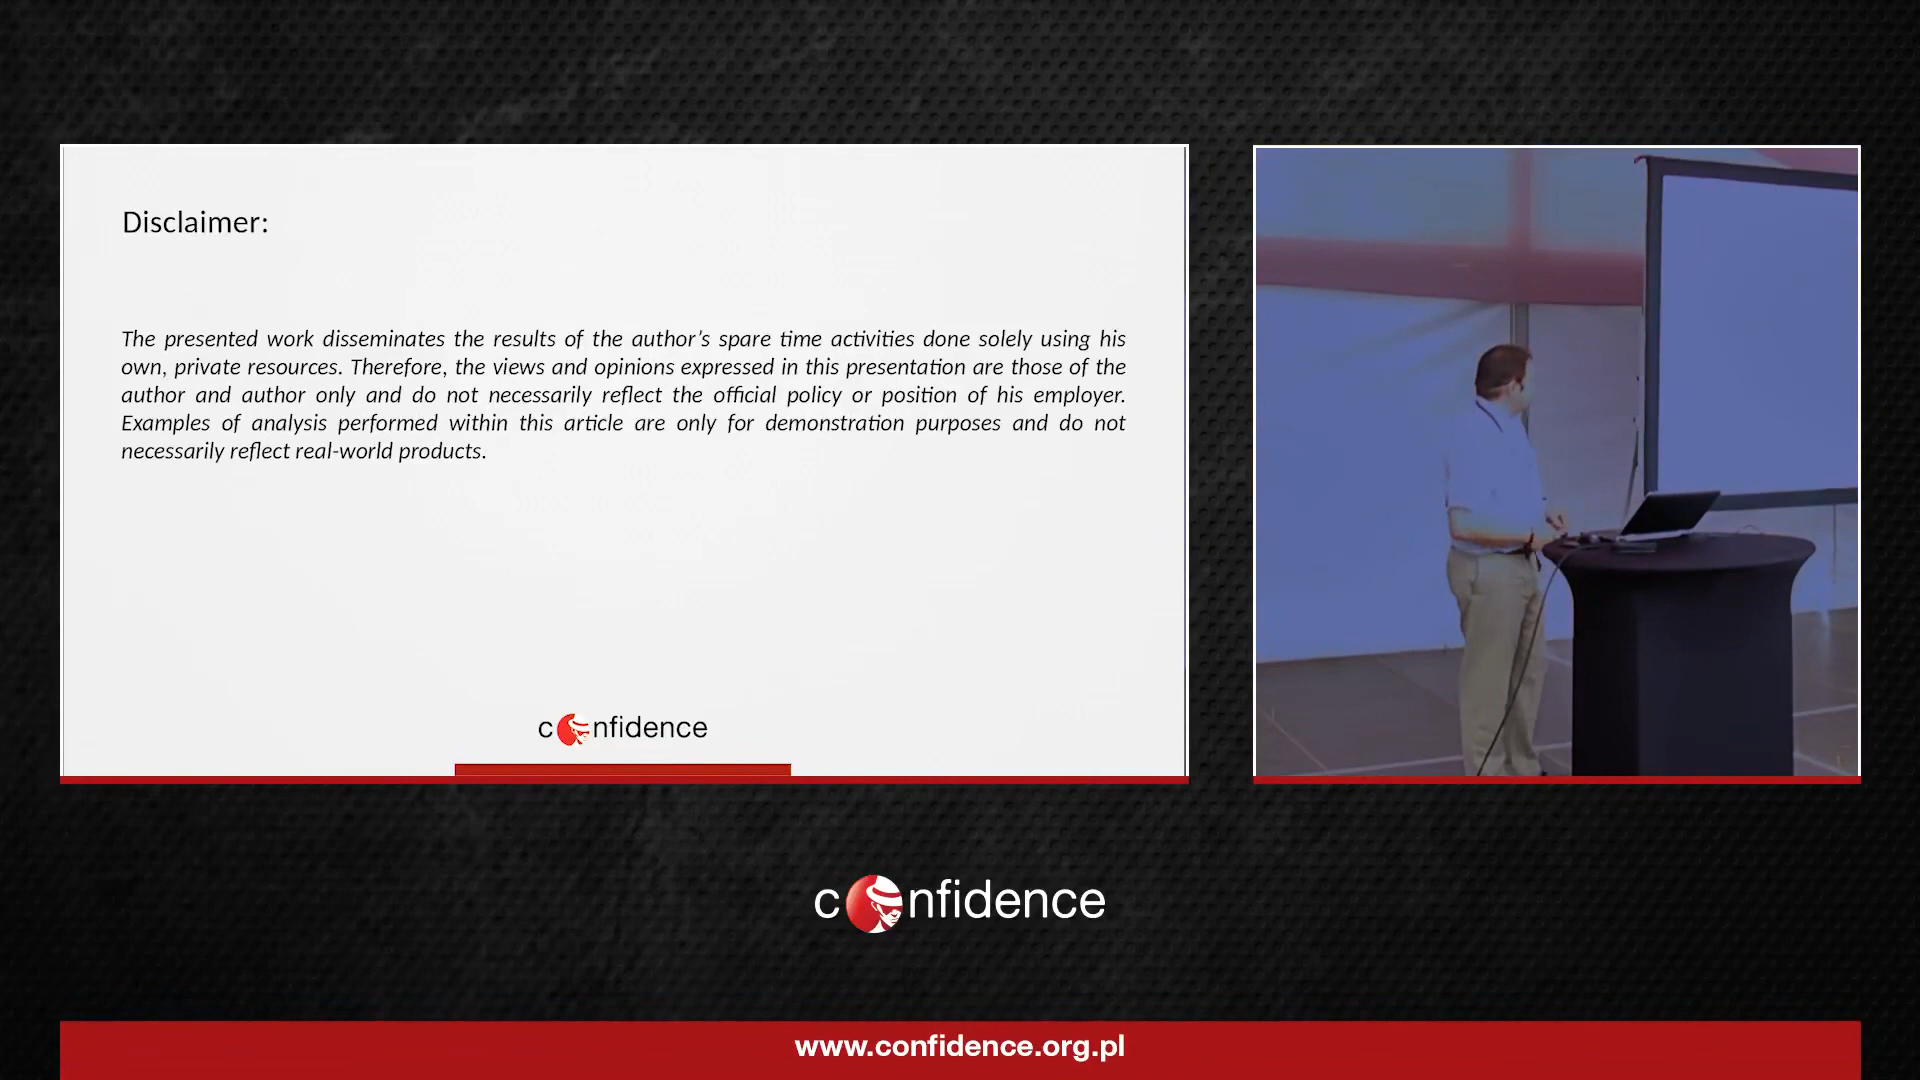 Disclaimer:
The presented work disseminates the results of the author’s spare time activities done solely using his
own, private resources. Therefore, the views and opinions expressed in this presentation are those of the
author and author only and do not necessarily reflect the official policy or position of his employer.
Examples of analysis performed within this article are only for demonstration purposes and do not
necessarily reflect real-world products.
confidence
confidence
www.confidence.org.pl